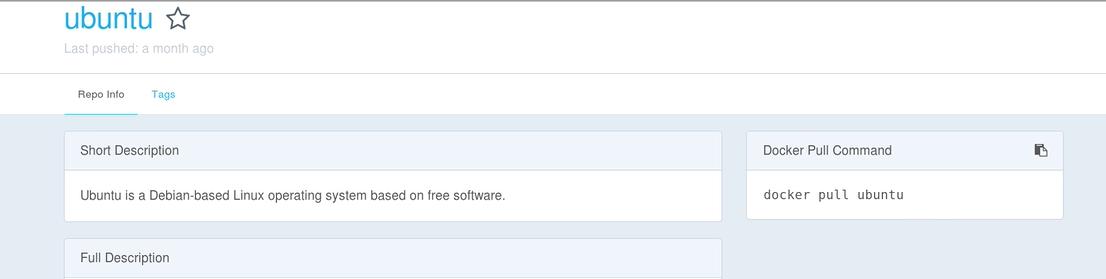 ubuntu
Last pushed: a month ago
Repo Info
Tags
Short Description
Ubuntu is a Debian-based Linux operating system based on free software.
Docker Pull Command
docker pull ubuntu
Full Description